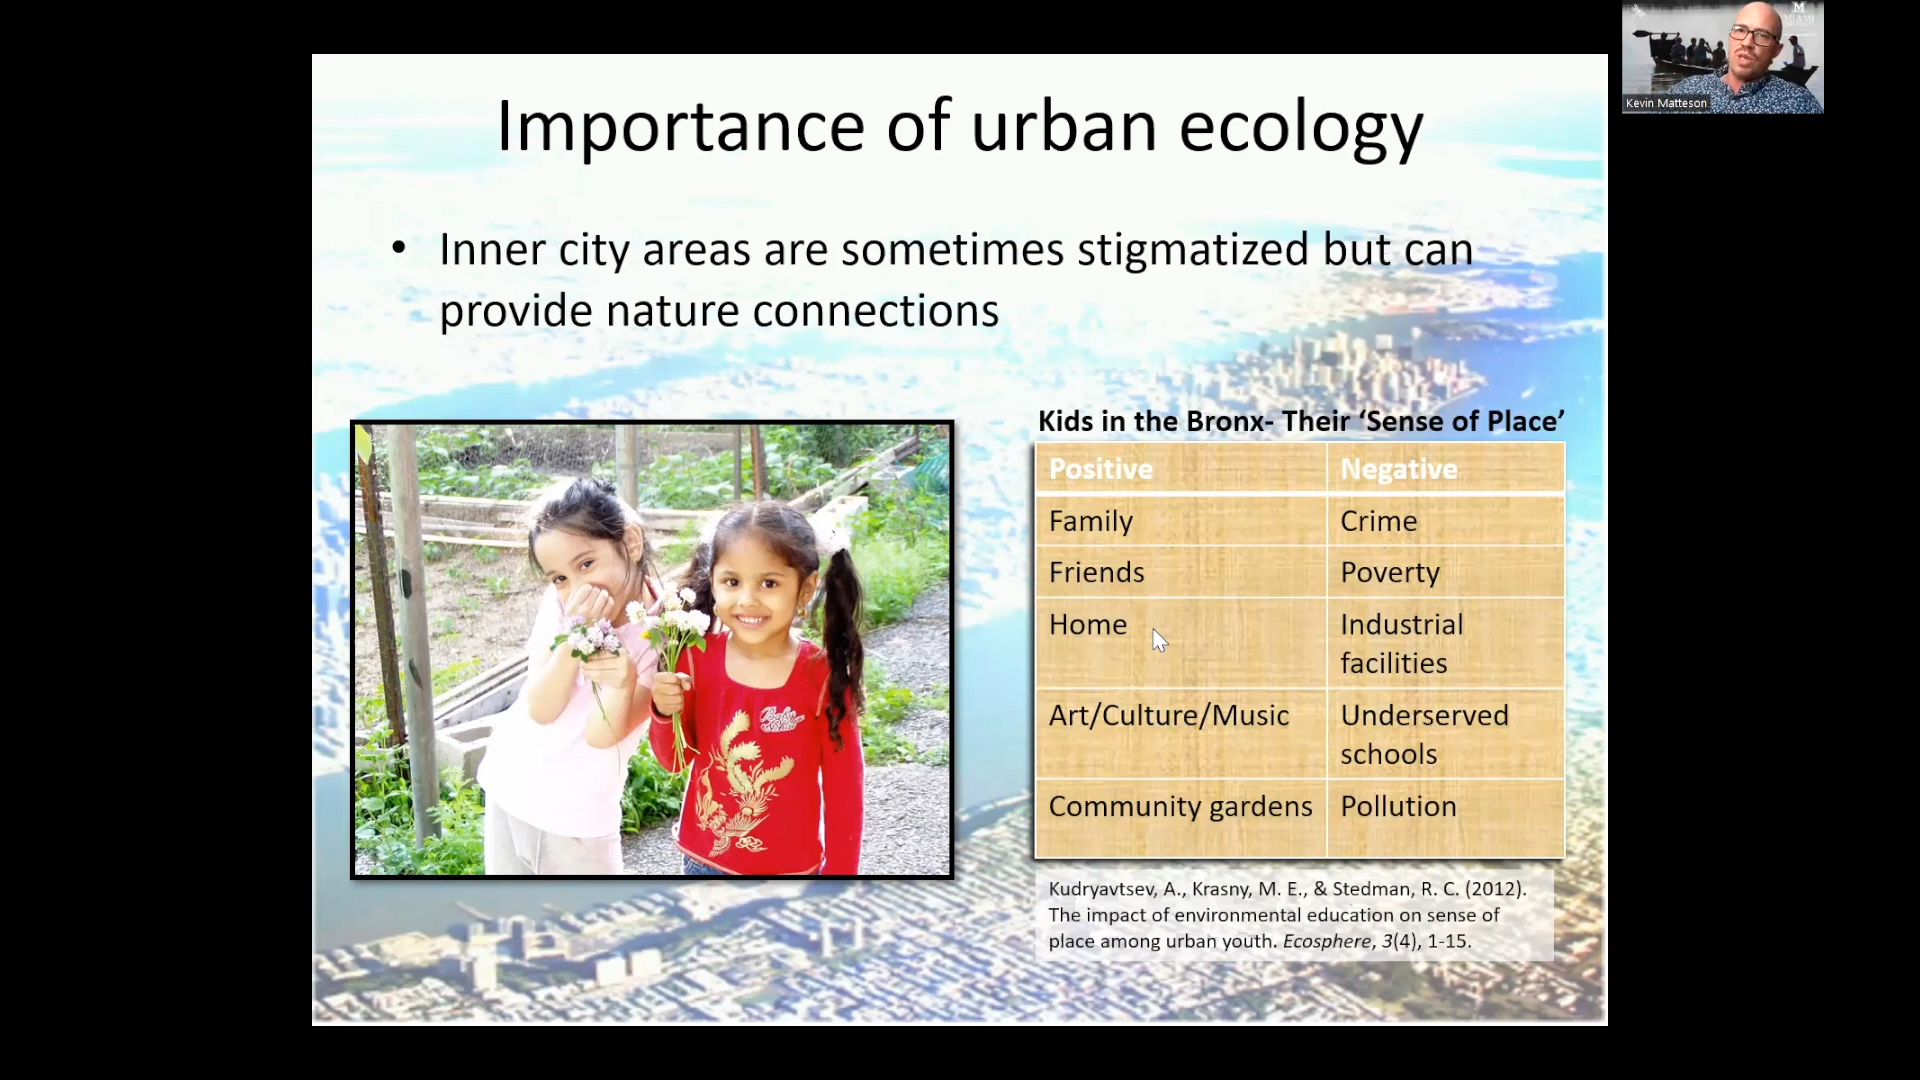 Importance of urban ecology
• Inner city areas are sometimes stigmatized but can
provide nature connections
Kids in the Bronx- Their ‘Sense of Place’
Positive Negative
Family Crime
Friends Poverty
Home Industrial
facilities
Art/Culture/Music Underserved
schools
Community gardens Pollution
Kudryavtsev, A., Krasny, M. E., & Stedman, R. C. (2012).
The impact of environmental education on sense of
place among urban youth. Ecosphere, 3(4), 1-15.
M
MIAMI
Kevin Matteson